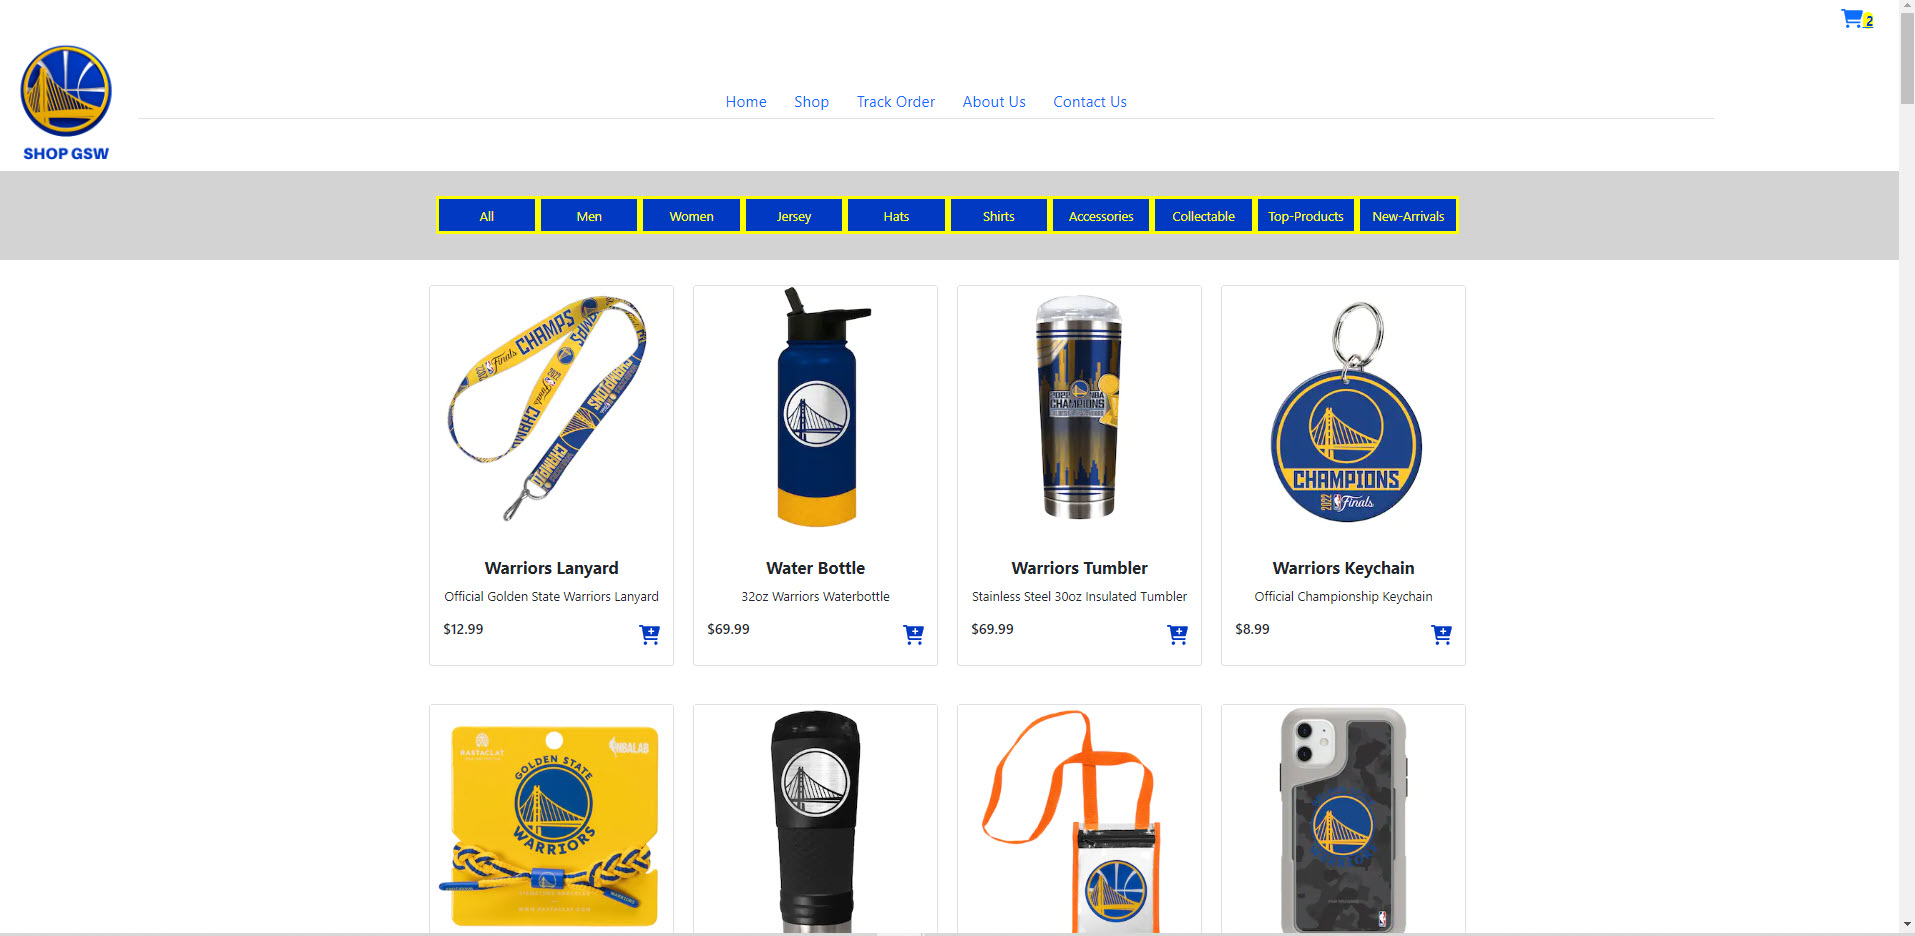 2
SHOP GSW
Home Shop Track Order About Us Contact Us
All Men Women Jersey Hats Shirts Accessories Collectable Top-Products New-Arrivals
CHAMPS
Finals
CHAMPS
2022 NBA
CHAMPIONS
CHAMPIONS
2022 Finals
Warriors Lanyard
Official Golden State Warriors Lanyard
$12.99
Water Bottle
32oz Warriors Waterbottle
$69.99
Warriors Tumbler
Stainless Steel 30oz Insulated Tumbler
$69.99
Warriors Keychain
Official Championship Keychain
$8.99
RASTACLAT
NBALAB
GOLDEN STATE
WARRIORS